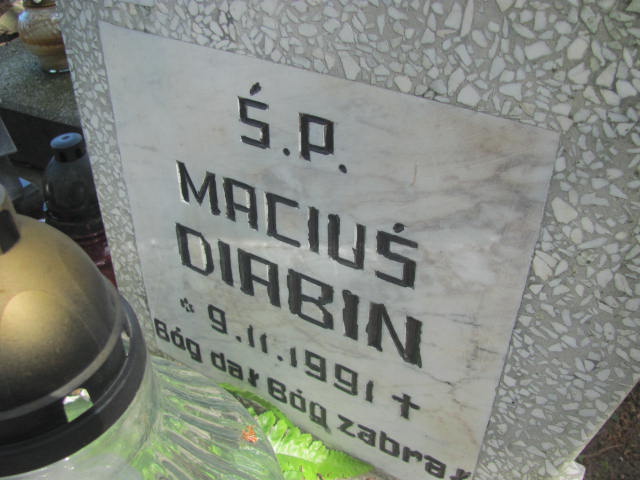 Ś.P.
MACIUŚ
DIABIN
* 9.11.1991 +
Bóg dał Bóg zabrał